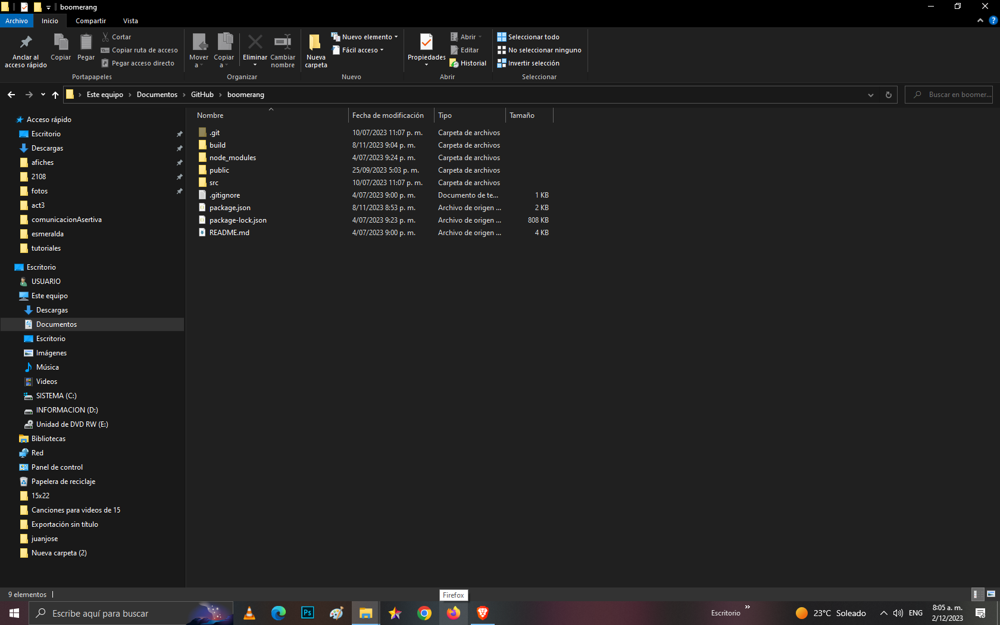 boomerang
Archivo Inicio Compartir Vista
Anclar al acceso rápido
Copiar
Pegar
Cortar
Copiar ruta de acceso
Pegar acceso directo
Portapapeles
Mover a
Copiar a
Eliminar
Cambiar nombre
Organizar
Nueva carpeta
Nuevo elemento
Fácil acceso
Nuevo
Propiedades
Abrir
Editar
Historial
Abrir
Seleccionar todo
No seleccionar ninguno
Invertir selección
Seleccionar
Este equipo > Documentos > GitHub > boomerang
Buscar en boomer...
Acceso rápido
Escritorio
Descargas
afiches
2108
fotos
act3
comunicacionAsertiva
esmeralda
tutoriales
Escritorio
USUARIO
Este equipo
Descargas
Documentos
Escritorio
Imágenes
Música
Videos
SISTEMA (C:)
INFORMACION (D:)
Unidad de DVD RW (E:)
Bibliotecas
Red
Panel de control
Papelera de reciclaje
15x22
Canciones para videos de 15
Exportación sin título
juanjose
Nueva carpeta (2)
Nombre Fecha de modificación Tipo Tamaño
.git 10/07/2023 11:07 p. m. Carpeta de archivos
build 8/11/2023 9:04 p. m. Carpeta de archivos
node_modules 4/07/2023 9:24 p. m. Carpeta de archivos
public 25/09/2023 5:03 p. m. Carpeta de archivos
src 10/07/2023 11:07 p. m. Carpeta de archivos
.gitignore 4/07/2023 9:00 p. m. Documento de te... 1 KB
package.json 8/11/2023 8:53 p. m. Archivo de origen ... 2 KB
package-lock.json 4/07/2023 9:23 p. m. Archivo de origen ... 808 KB
README.md 4/07/2023 9:00 p. m. Archivo de origen ... 4 KB
9 elementos
Firefox
Escribe aquí para buscar
Ps
Escritorio
23°C Soleado
ENG
8:05 a. m.
2/12/2023